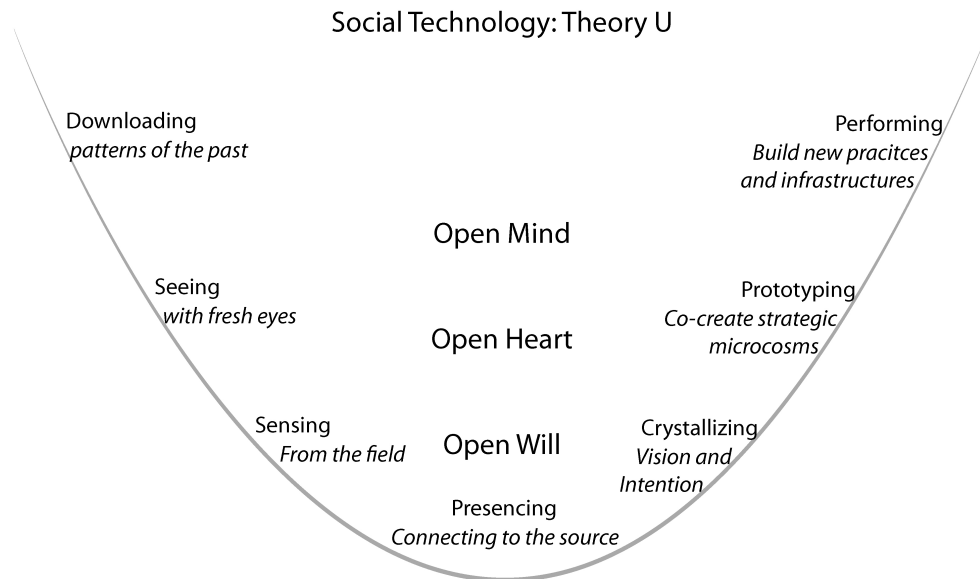 Social Technology: Theory U
Downloading
patterns of the past
Performing
Build new pracitces
and infrastructures
Open Mind
Seeing
with fresh eyes
Prototyping
Co-create strategic
microcosms
Open Heart
Sensing
From the field
Open Will
Crystallizing
Vision and
Intention
Presencing
Connecting to the source